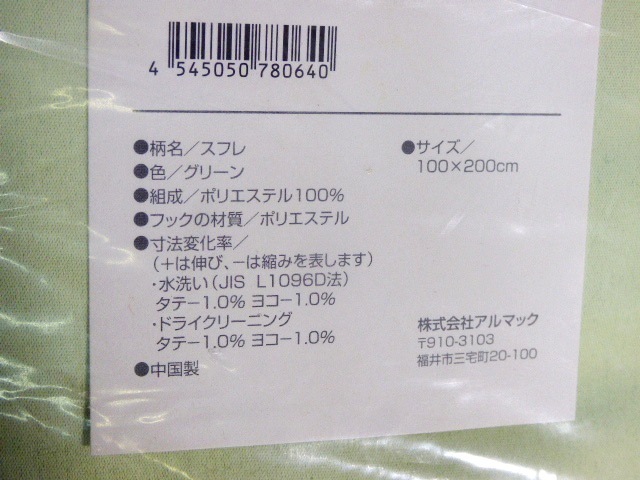 4 545050 780640
●柄名／スフレ
●色／グリーン
●組成／ポリエステル100%
●フックの材質／ポリエステル
●寸法変化率／
（＋は伸び、－は縮みを表します）
・水洗い（JIS L1096D法）
タテー1.0% ヨコー1.0%
・ドライクリーニング
タテー1.0% ヨコー1.0%
●中国製
●サイズ／
100×200cm
株式会社アルマック
〒910-3103
福井市三宅町20-100